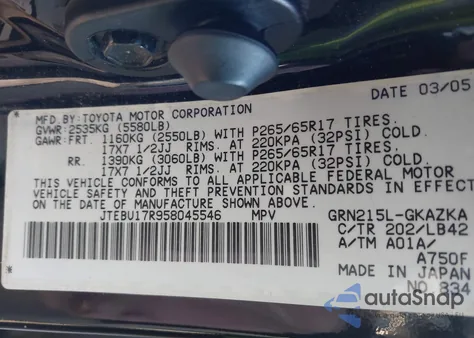 DATE 03/05
MFD.BY:TOYOTA MOTOR CORPORATION
GVWR:2535KG (5580LB)
GAWR:FRT. 1160KG (2550LB) WITH P265/65R17 TIRES.
17X7 1/2JJ RIMS. AT 220KPA (32PSI) COLD.
RR. 1390KG (3060LB) WITH P265/65R17 TIRES.
17X7 1/2JJ RIMS. AT 220KPA (32PSI) COLD.
THIS VEHICLE CONFORMS TO ALL APPLICABLE FEDERAL MOTOR
VEHICLE SAFETY AND THEFT PREVENTION STANDARDS IN EFFECT
ON THE DATE OF MANUFACTURE SHOWN ABOVE.
JTEBU17R958045546 MPV GRN215L-GKAZKA
C/TR 202/LB42
A/TM A01A/
A750F
MADE IN JAPAN
NO 334
autoSnap